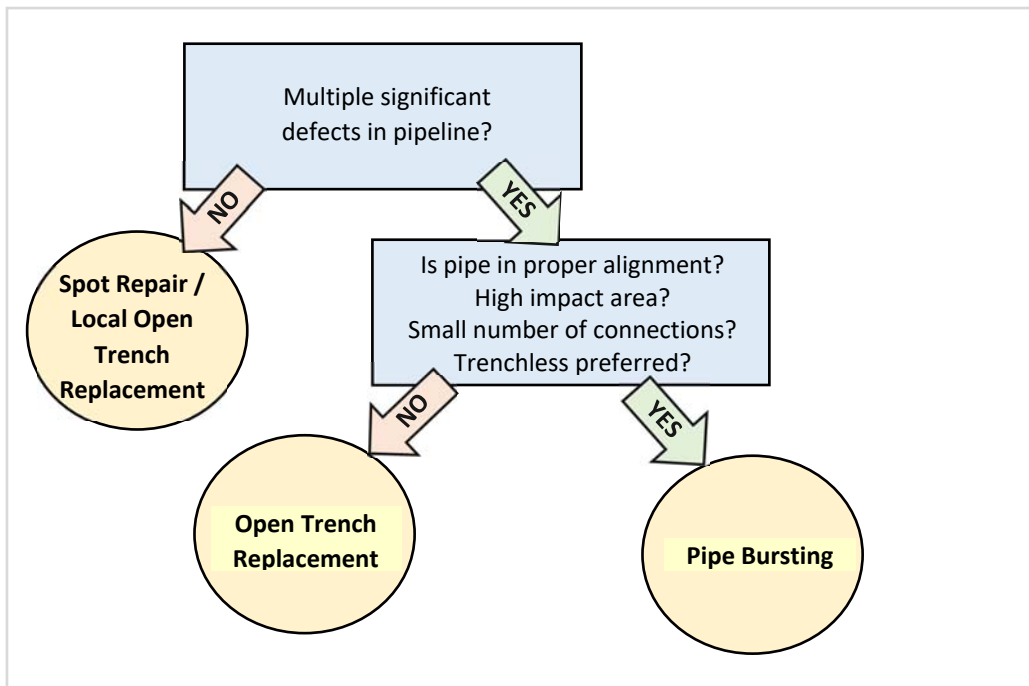 Multiple significant
defects in pipeline?
NO
YES
Spot Repair /
Local Open
Trench
Replacement
Is pipe in proper alignment?
High impact area?
Small number of connections?
Trenchless preferred?
NO
YES
Open Trench
Replacement
Pipe Bursting